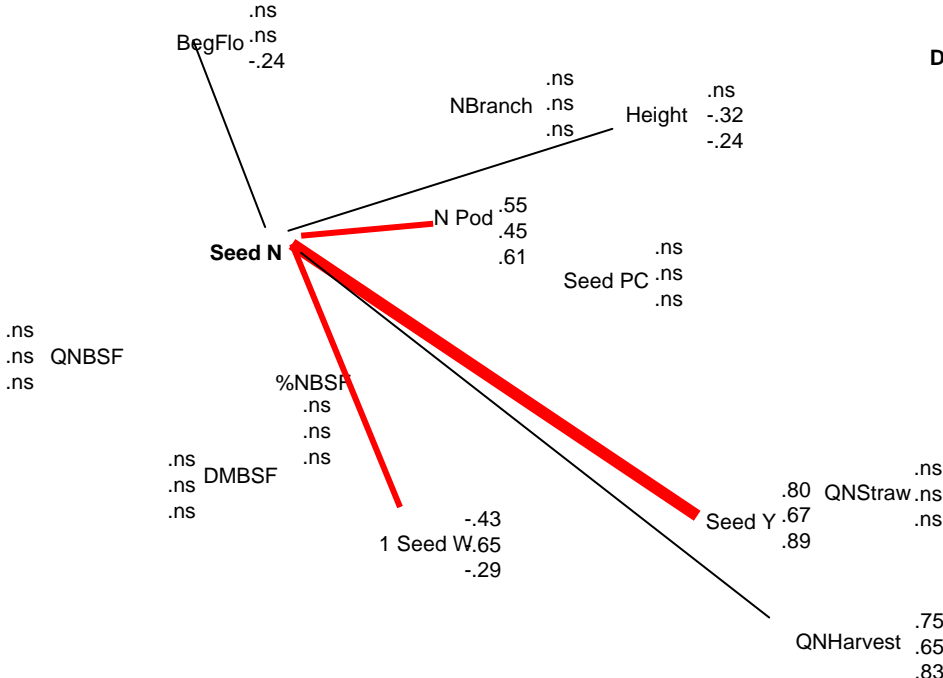 .ns
BegFlo .ns
-.24
D
.ns
NBranch .ns
.ns
.ns
Height -.32
-.24
.55
N Pod .45
.61
Seed N
.ns
Seed PC .ns
.ns
.ns
.ns QNBSF
.ns
%NBSF
.ns
.ns
.ns
.ns
.ns DMBSF
.ns
.80
Seed Y .67
.89
.ns
QNStraw .ns
.ns
-.43
1 Seed W -.65
-.29
.75
QNHarvest .65
.83